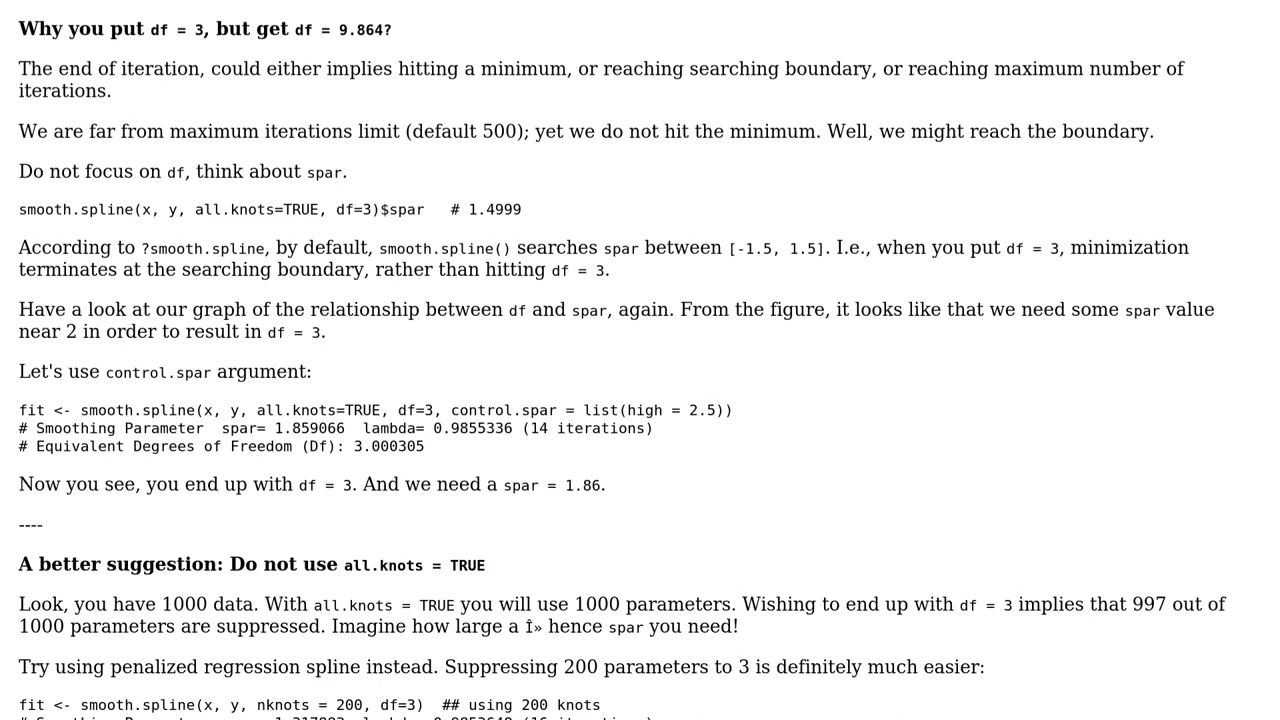 Why you put df = 3, but get df = 9.864?
The end of iteration, could either implies hitting a minimum, or reaching searching boundary, or reaching maximum number of
iterations.
We are far from maximum iterations limit (default 500); yet we do not hit the minimum. Well, we might reach the boundary.
Do not focus on df, think about spar.
smooth.spline(x, y, all.knots=TRUE, df=3)$spar   # 1.4999
According to ?smooth.spline, by default, smooth.spline() searches spar between [-1.5, 1.5]. I.e., when you put df = 3, minimization
terminates at the searching boundary, rather than hitting df = 3.
Have a look at our graph of the relationship between df and spar, again. From the figure, it looks like that we need some spar value
near 2 in order to result in df = 3.
Let's use control.spar argument:
fit <- smooth.spline(x, y, all.knots=TRUE, df=3, control.spar = list(high = 2.5))
# Smoothing Parameter  spar= 1.859066  lambda= 0.9855336 (14 iterations)
# Equivalent Degrees of Freedom (Df): 3.000305
Now you see, you end up with df = 3. And we need a spar = 1.86.
----
A better suggestion: Do not use all.knots = TRUE
Look, you have 1000 data. With all.knots = TRUE you will use 1000 parameters. Wishing to end up with df = 3 implies that 997 out of
1000 parameters are suppressed. Imagine how large a Î» hence spar you need!
Try using penalized regression spline instead. Suppressing 200 parameters to 3 is definitely much easier:
fit <- smooth.spline(x, y, nknots = 200, df=3)  ## using 200 knots